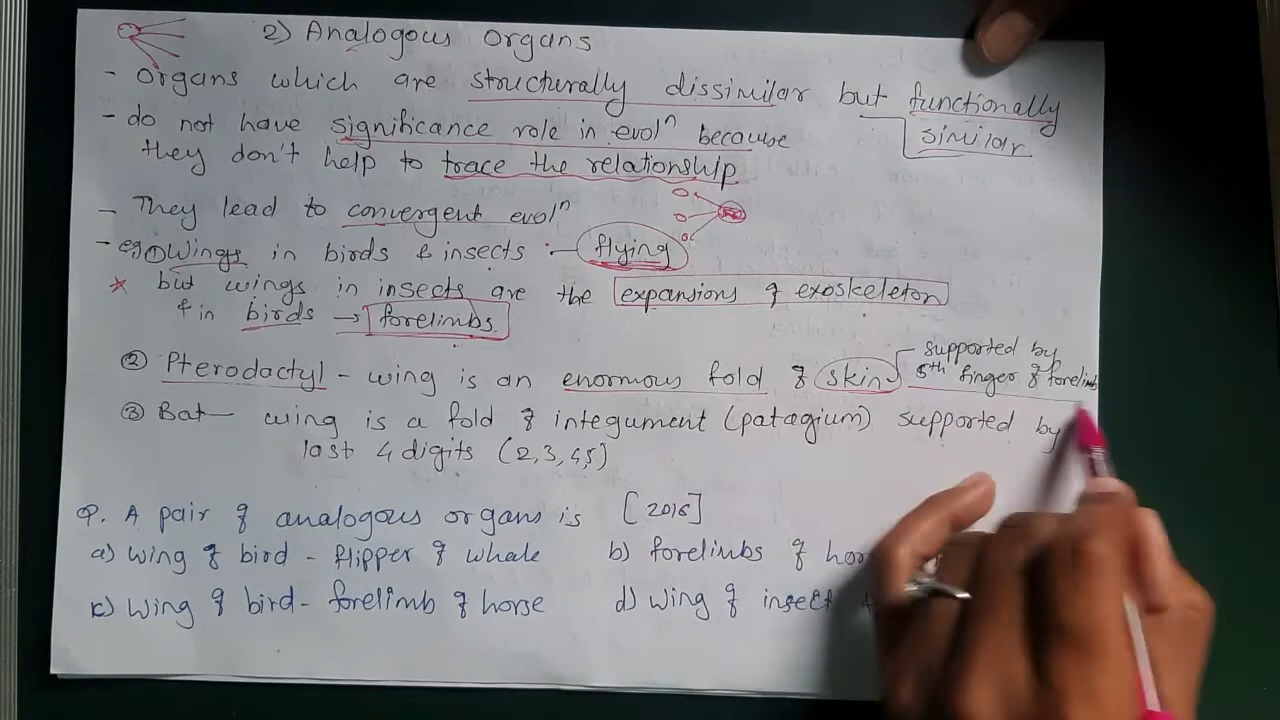 2) Analogous organs
- organs which are structurally dissimilar but functionally similar
- do not have significance role in evolⁿ because
they don't help to trace the relationship
- They lead to convergent evolⁿ
- eg ① Wings in birds & insects :- flying
* but wings in insects are the expansions of exoskeleton
& in birds → forelimbs.
② Pterodactyl - wing is an enormous fold of skin - supported by
5th finger of forelimb
③ Bat - wing is a fold of integument (patagium) supported by
last 4 digits (2,3,4,5)
Q. A pair of analogous organs is [2016]
a) wing of bird - flipper of whale b) forelimbs of
c) wing of bird - forelimb of horse d) wing of insect